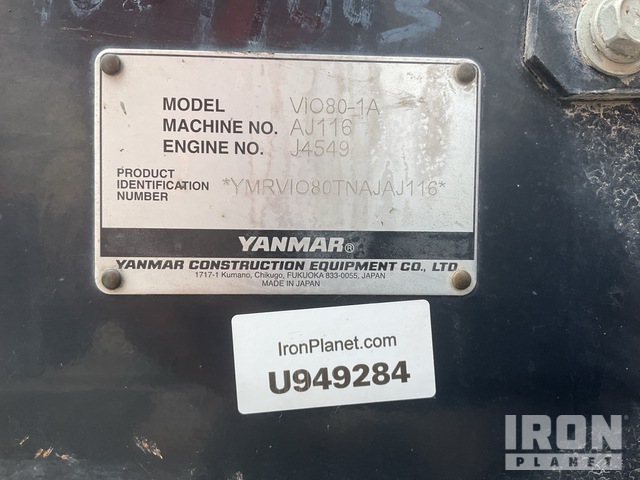 MODEL ViO80-1A
MACHINE NO. AJ116
ENGINE NO. J4549
PRODUCT
IDENTIFICATION *YMRVIO80TNAJAJ116*
NUMBER
YANMAR®
YANMAR CONSTRUCTION EQUIPMENT CO., LTD
1717-1 Kumano, Chikugo, FUKUOKA 833-0055, JAPAN
MADE IN JAPAN
IronPlanet.com
U949284
IRON
PLANET